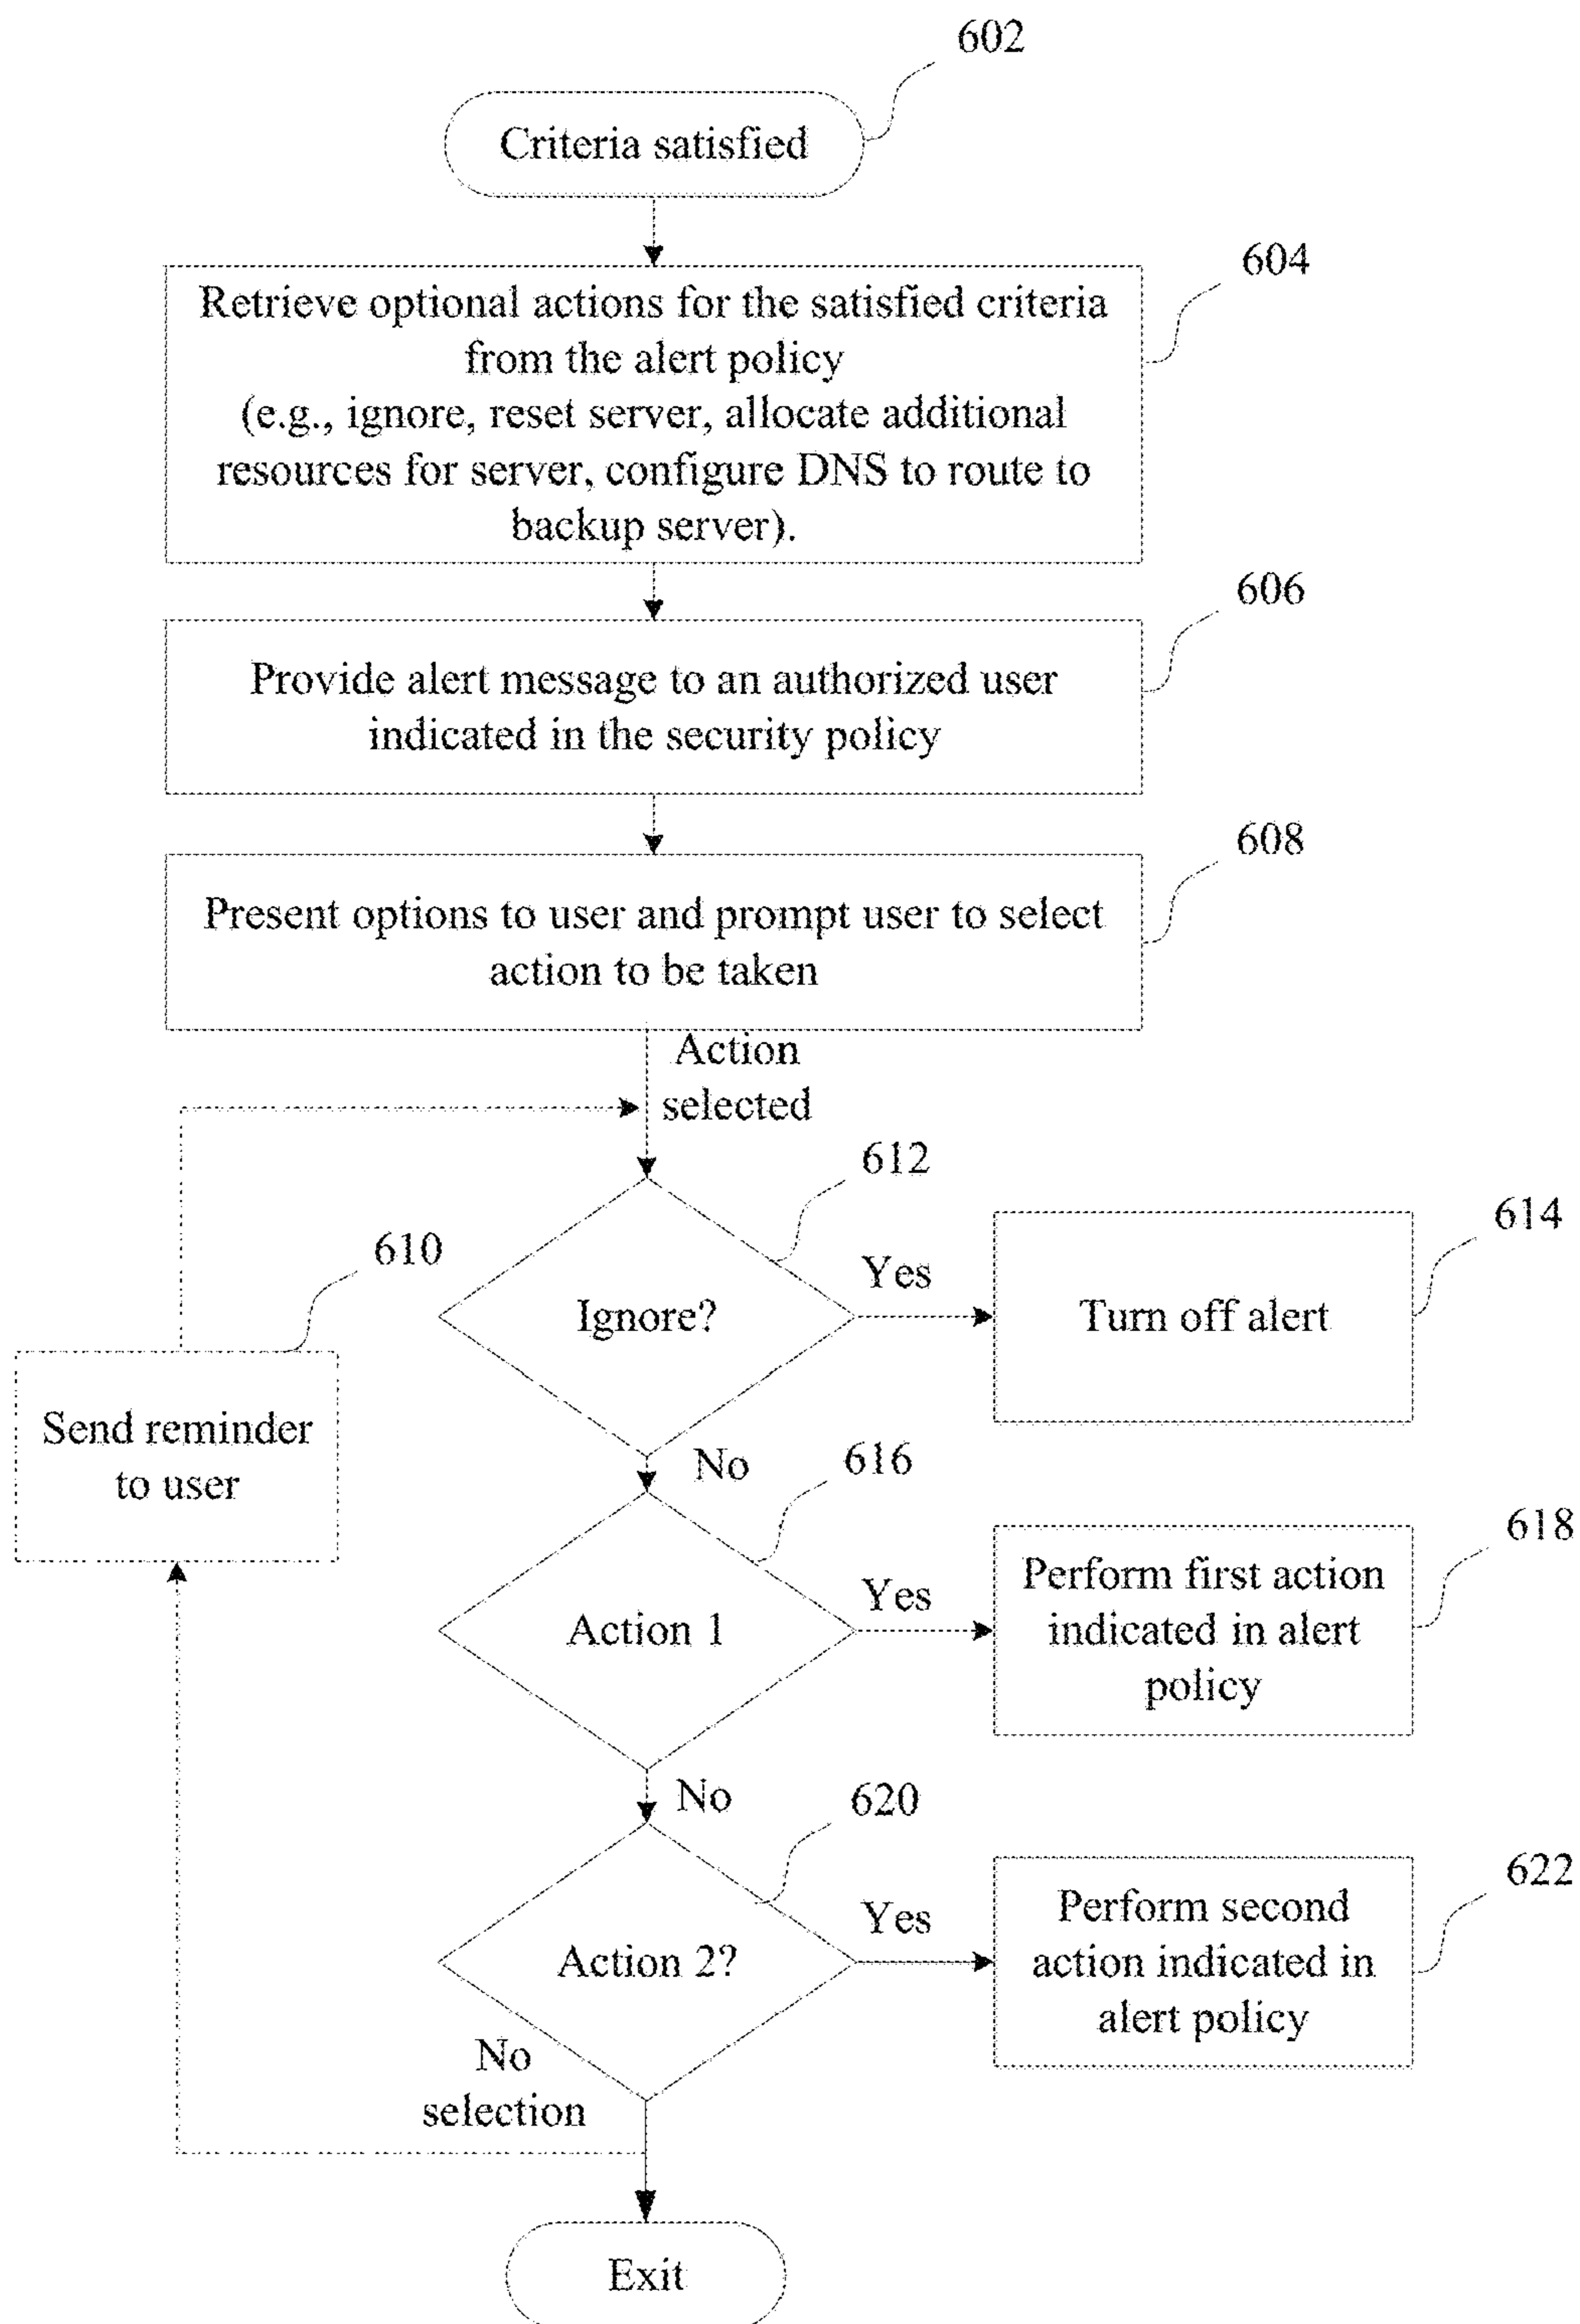 602
Criteria satisfied
604
Retrieve optional actions for the satisfied criteria
from the alert policy
(e.g., ignore, reset server, allocate additional
resources for server, configure DNS to route to
backup server).
606
Provide alert message to an authorized user
indicated in the security policy
608
Present options to user and prompt user to select
action to be taken
Action
selected
612
614
610
Yes
Ignore?
Turn off alert
Send reminder
to user
No
616
618
Yes
Action 1
Perform first action
indicated in alert
policy
No
620
622
Yes
Action 2?
Perform second
action indicated in
alert policy
No
selection
Exit